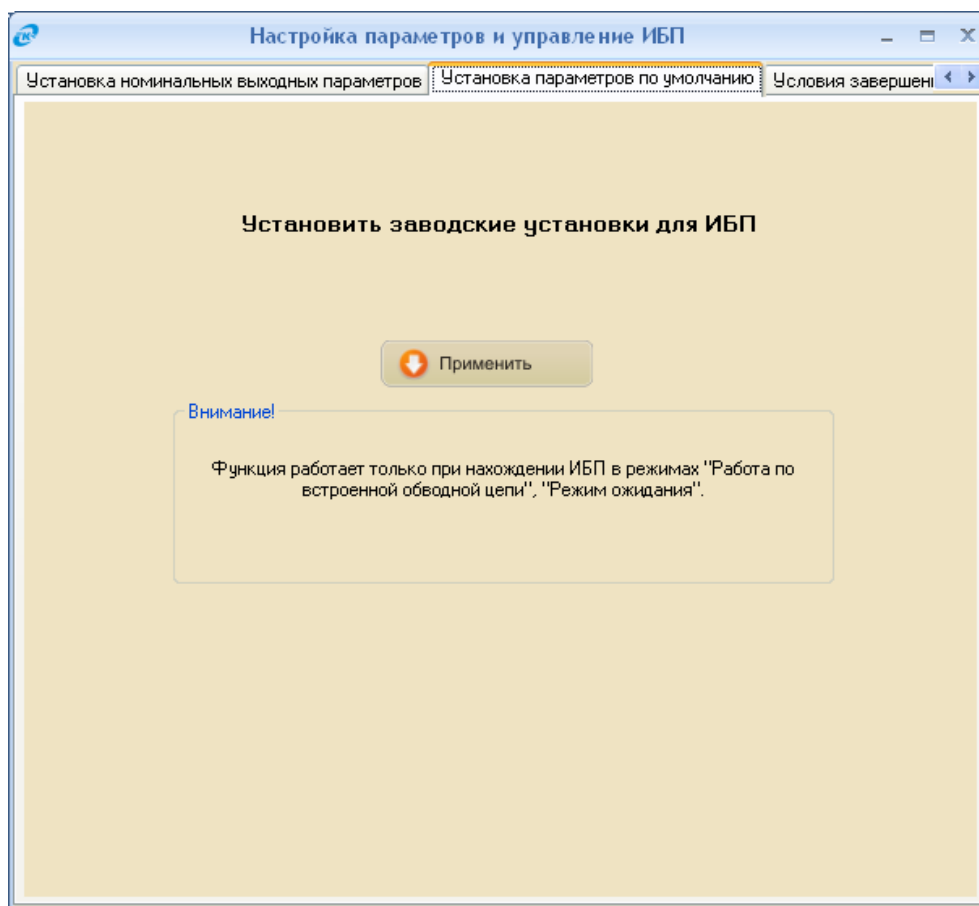 Настройка параметров и управление ИБП
Установка номинальных выходных параметров Установка параметров по умолчанию Условия завершени
Установить заводские установки для ИБП
Применить
Внимание!
Функция работает только при нахождении ИБП в режимах "Работа по
встроенной обводной цепи", "Режим ожидания".